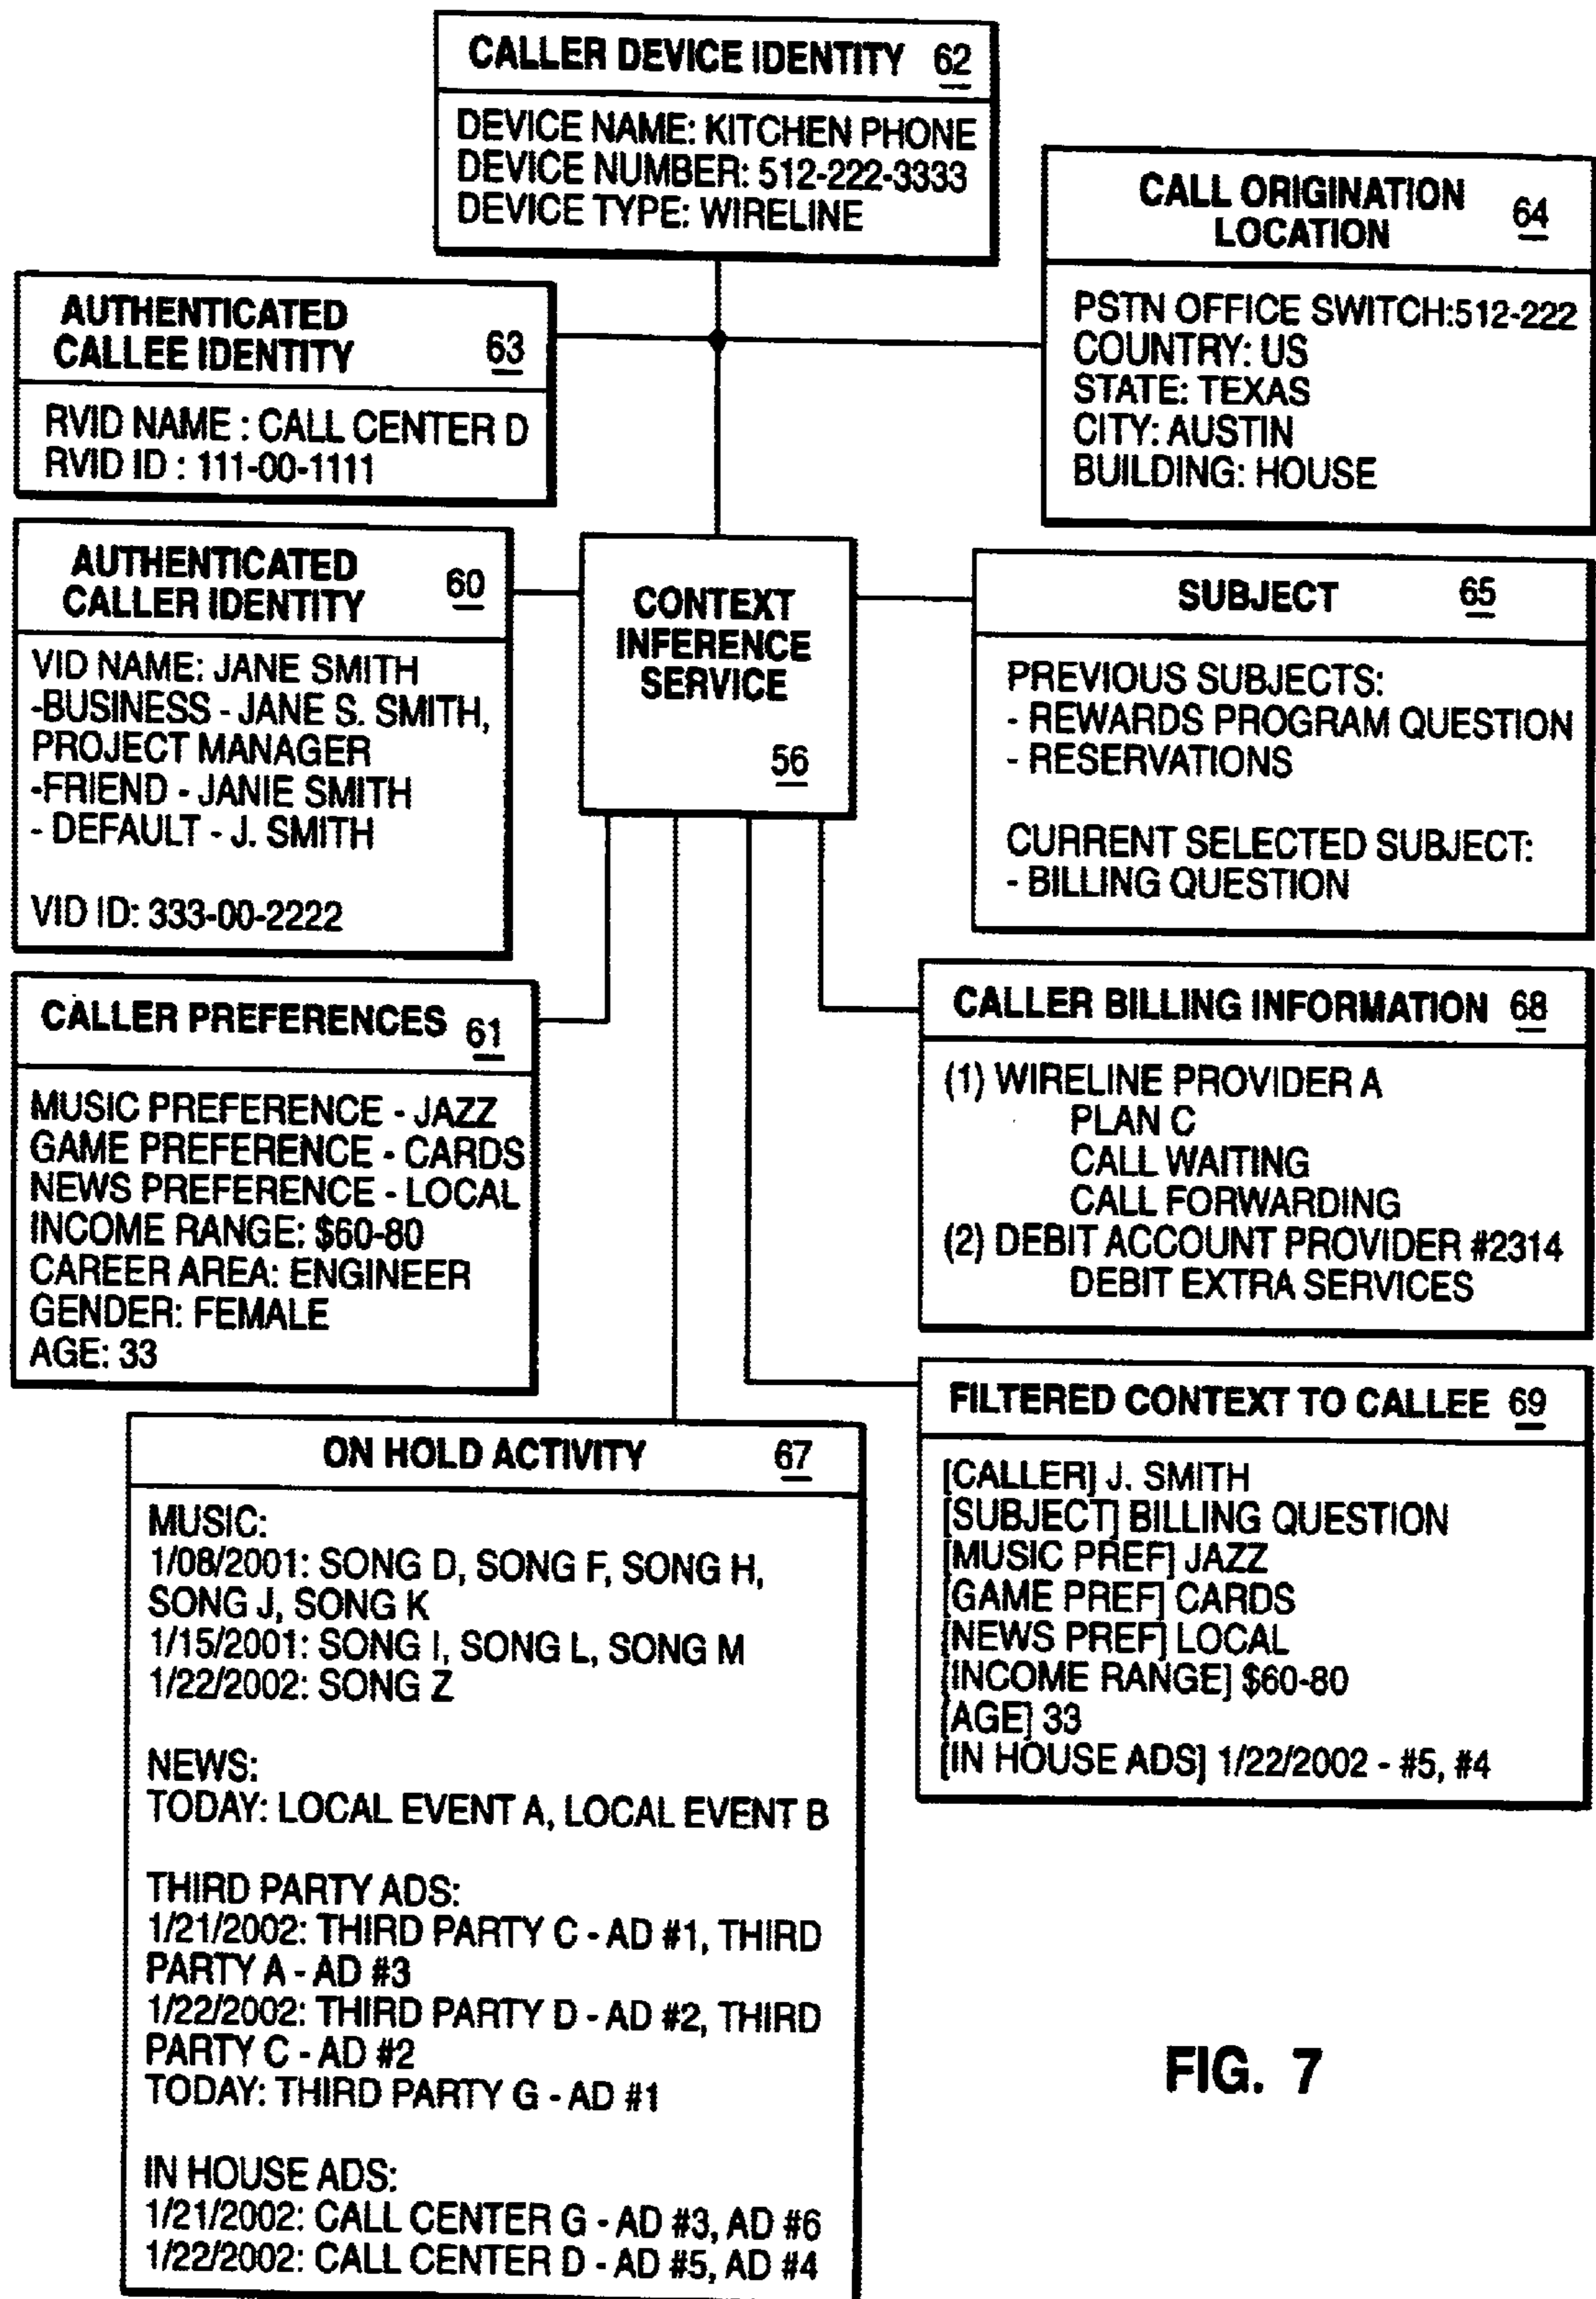 CALLER DEVICE IDENTITY 62
DEVICE NAME: KITCHEN PHONE
DEVICE NUMBER: 512-222-3333
DEVICE TYPE: WIRELINE
CALL ORIGINATION
LOCATION
64
PSTN OFFICE SWITCH:512-222
COUNTRY: US
STATE: TEXAS
CITY: AUSTIN
BUILDING: HOUSE
AUTHENTICATED
CALLEE IDENTITY 63
RVID NAME : CALL CENTER D
RVID ID : 111-00-1111
AUTHENTICATED
CALLER IDENTITY
60
VID NAME: JANE SMITH
-BUSINESS - JANE S. SMITH,
PROJECT MANAGER
-FRIEND - JANIE SMITH
- DEFAULT - J. SMITH
VID ID: 333-00-2222
CONTEXT
INFERENCE
SERVICE
56
SUBJECT 65
PREVIOUS SUBJECTS:
- REWARDS PROGRAM QUESTION
- RESERVATIONS
CURRENT SELECTED SUBJECT:
- BILLING QUESTION
CALLER PREFERENCES 61
MUSIC PREFERENCE - JAZZ
GAME PREFERENCE - CARDS
NEWS PREFERENCE - LOCAL
INCOME RANGE: $60-80
CAREER AREA: ENGINEER
GENDER: FEMALE
AGE: 33
CALLER BILLING INFORMATION 68
(1) WIRELINE PROVIDER A
PLAN C
CALL WAITING
CALL FORWARDING
(2) DEBIT ACCOUNT PROVIDER #2314
DEBIT EXTRA SERVICES
ON HOLD ACTIVITY 67
MUSIC:
1/08/2001: SONG D, SONG F, SONG H,
SONG J, SONG K
1/15/2001: SONG I, SONG L, SONG M
1/22/2002: SONG Z
NEWS:
TODAY: LOCAL EVENT A, LOCAL EVENT B
THIRD PARTY ADS:
1/21/2002: THIRD PARTY C - AD #1, THIRD
PARTY A - AD #3
1/22/2002: THIRD PARTY D - AD #2, THIRD
PARTY C - AD #2
TODAY: THIRD PARTY G - AD #1
IN HOUSE ADS:
1/21/2002: CALL CENTER G - AD #3, AD #6
1/22/2002: CALL CENTER D - AD #5, AD #4
FILTERED CONTEXT TO CALLEE 69
[CALLER] J. SMITH
[SUBJECT] BILLING QUESTION
[MUSIC PREF] JAZZ
[GAME PREF] CARDS
[NEWS PREF] LOCAL
[INCOME RANGE] $60-80
[AGE] 33
[IN HOUSE ADS] 1/22/2002 - #5, #4
FIG. 7